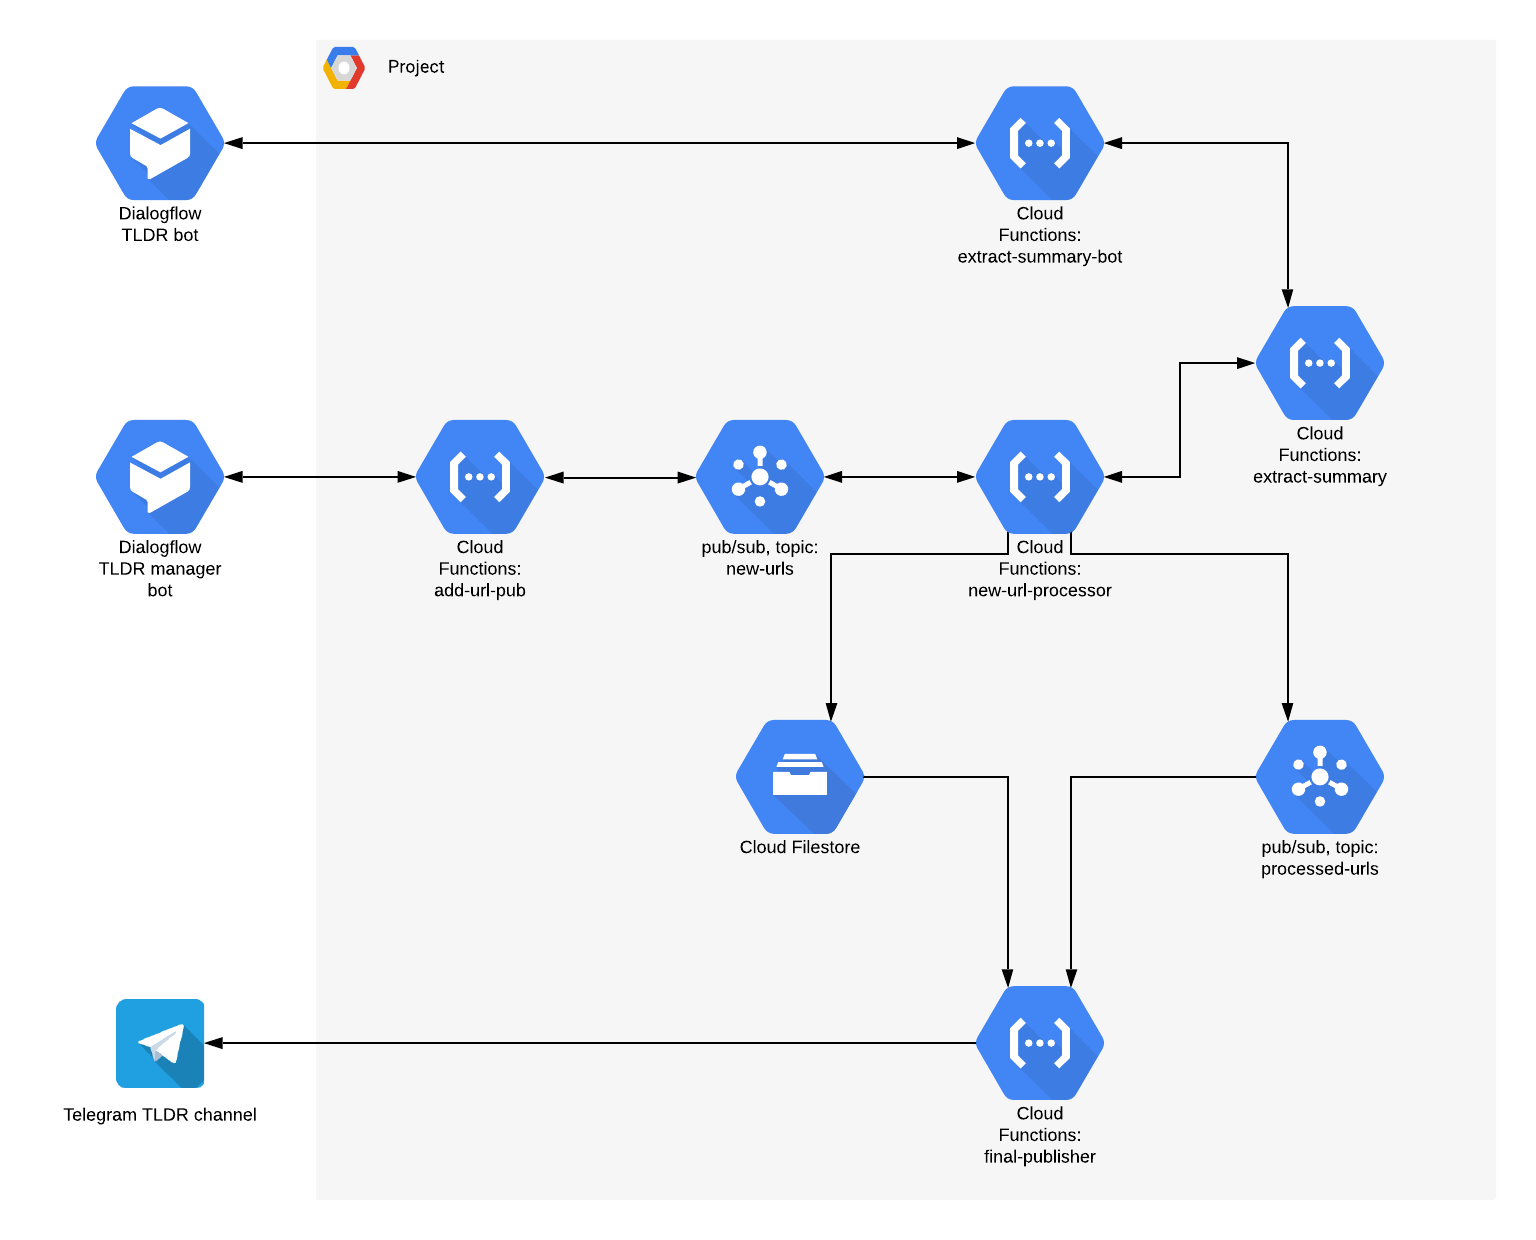 Project
Dialogflow
TLDR bot
Cloud
Functions:
extract-summary-bot
Cloud
Functions:
extract-summary
Dialogflow
TLDR manager
bot
Cloud
Functions:
add-url-pub
pub/sub, topic:
new-urls
Cloud
Functions:
new-url-processor
Cloud Filestore
pub/sub, topic:
processed-urls
Telegram TLDR channel
Cloud
Functions:
final-publisher